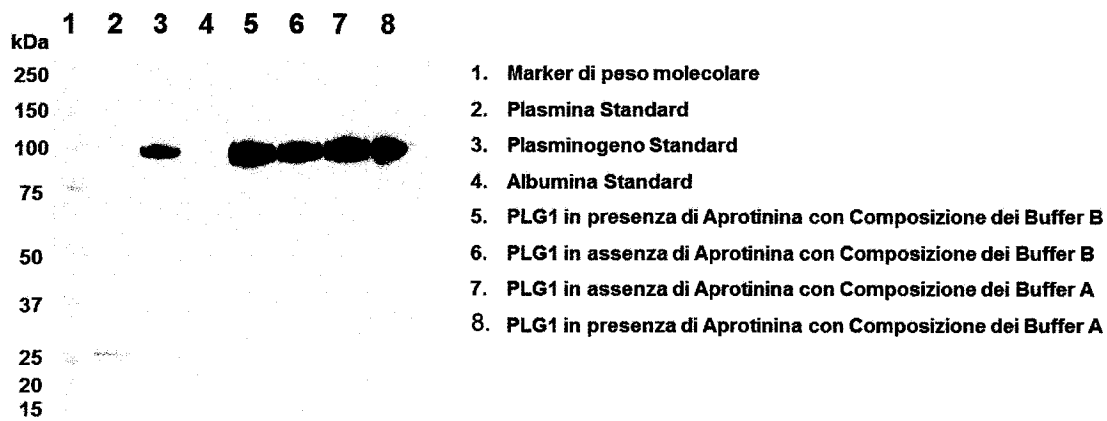 1 2 3 4 5 6 7 8
kDa
250
150
100
75
50
37
25
20
15
1. Marker di peso molecolare
2. Plasmina Standard
3. Plasminogeno Standard
4. Albumina Standard
5. PLG1 in presenza di Aprotinina con Composizione dei Buffer B
6. PLG1 in assenza di Aprotinina con Composizione dei Buffer B
7. PLG1 in assenza di Aprotinina con Composizione dei Buffer A
8. PLG1 in presenza di Aprotinina con Composizione dei Buffer A